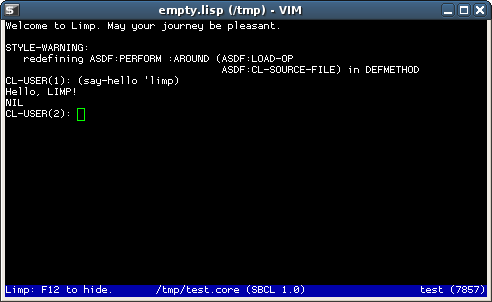 empty.lisp (/tmp) - VIM
Welcome to Limp. May your journey be pleasant.
STYLE-WARNING:
   redefining ASDF:PERFORM :AROUND (ASDF:LOAD-OP
                                    ASDF:CL-SOURCE-FILE) in DEFMETHOD
CL-USER(1): (say-hello 'limp)
Hello, LIMP!
NIL
CL-USER(2):
Limp: F12 to hide.       /tmp/test.core (SBCL 1.0)       test (7857)